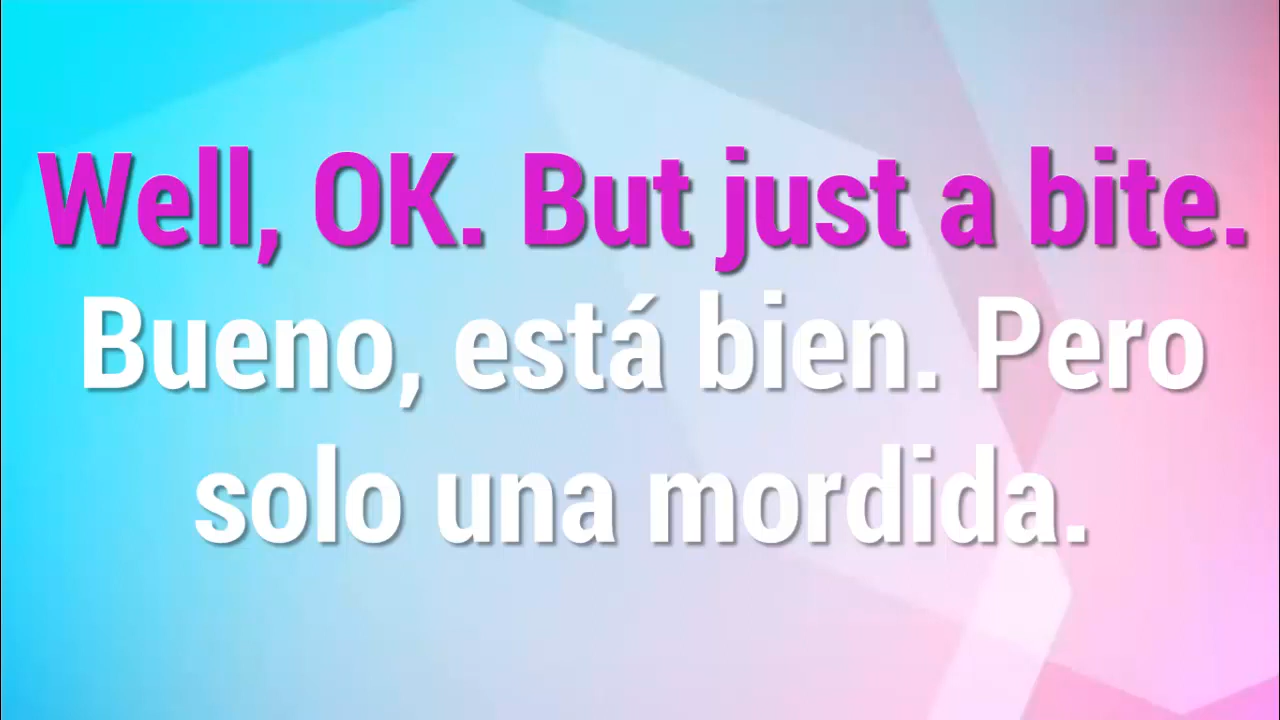 Well, OK. But just a bite.
Bueno, está bien. Pero
solo una mordida.